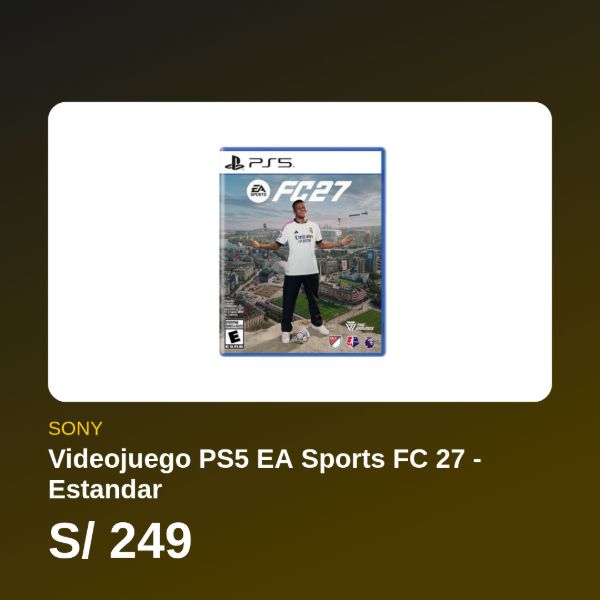 PS5
EA
SPORTS
FC27
E
SONY
Videojuego PS5 EA Sports FC 27 -
Estandar
S/ 249